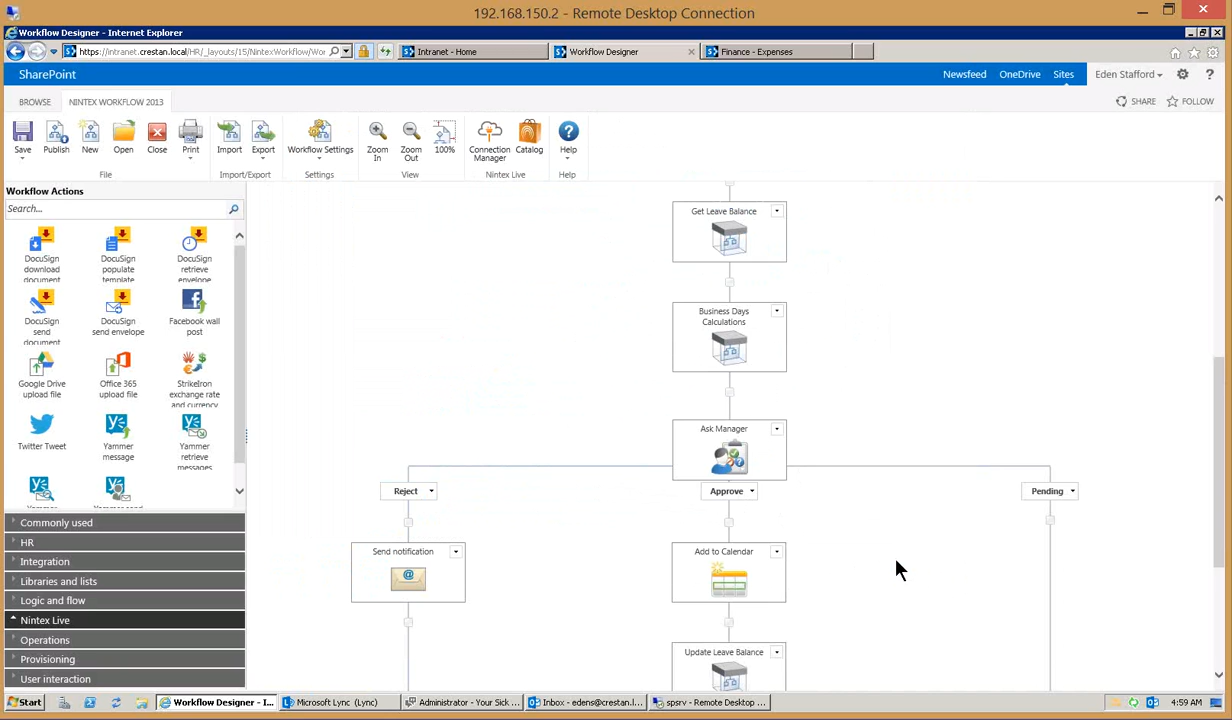 192.168.150.2 - Remote Desktop Connection
Workflow Designer - Internet Explorer
https://intranet.crestan.local/HR/_layouts/15/NintexWorkflow/Wor
Intranet - Home
Workflow Designer
Finance - Expenses
SharePoint
Newsfeed
OneDrive
Sites
Eden Stafford
?
BROWSE
NINTEX WORKFLOW 2013
SHARE
FOLLOW
Save
Publish
New
Open
Close
Print
Import
Export
Workflow Settings
Zoom In
Zoom Out
100%
Connection Manager
Catalog
Help
File
Import/Export
Settings
View
Nintex Live
Help
Workflow Actions
Search...
DocuSign
download
document
DocuSign
populate
template
DocuSign
retrieve
envelope
DocuSign
send
document
DocuSign
send envelope
Facebook wall
post
Google Drive
upload file
Office 365
upload file
StrikeIron
exchange rate
and currency
Twitter Tweet
Yammer
message
Yammer
retrieve
messages
Commonly used
HR
Integration
Libraries and lists
Logic and flow
Nintex Live
Operations
Provisioning
User interaction
Get Leave Balance
Business Days
Calculations
Ask Manager
Reject
Approve
Pending
Send notification
Add to Calendar
Update Leave Balance
Start
Workflow Designer - I...
Microsoft Lync (Lync)
Administrator - Your Sick ...
Inbox - edens@crestan.l...
spsrv - Remote Desktop ...
4:59 AM